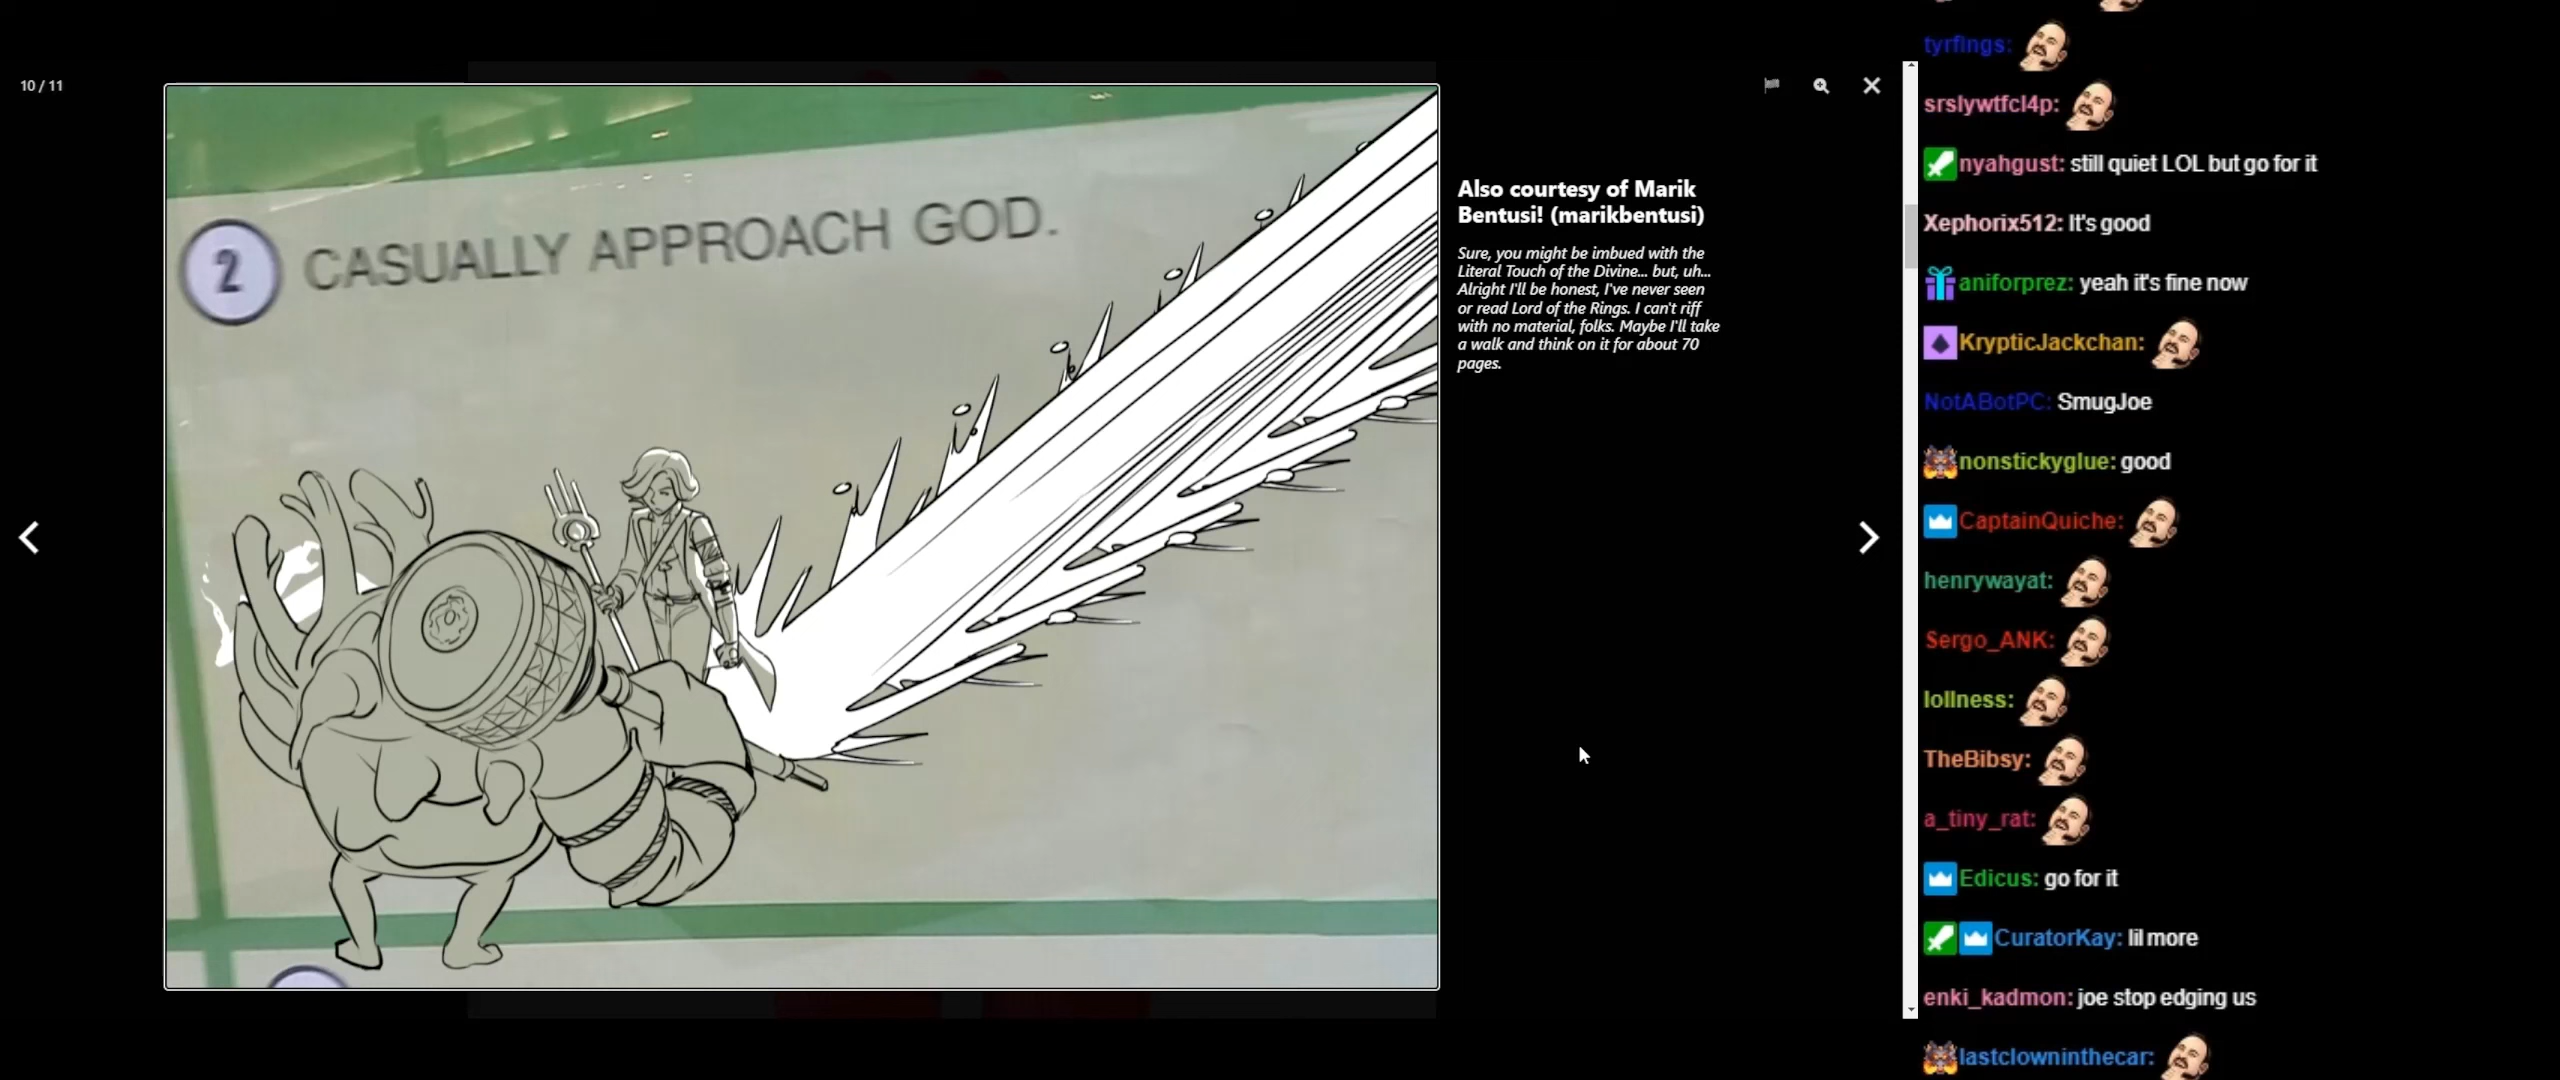 10 / 11
2 CASUALLY APPROACH GOD.
Also courtesy of Marik
Bentusi! (marikbentusi)
Sure, you might be imbued with the
Literal Touch of the Divine... but, uh...
Alright I'll be honest, I've never seen
or read Lord of the Rings. I can't riff
with no material, folks. Maybe I'll take
a walk and think on it for about 70
pages.
tyrfings:
srslywtfcl4p:
nyahgust: still quiet LOL but go for it
Xephorix512: It's good
aniforprez: yeah it's fine now
KrypticJackchan:
NotABotPC: SmugJoe
nonstickyglue: good
CaptainQuiche:
henrywayat:
Sergo_ANK:
lollness:
TheBibsy:
a_tiny_rat:
Edicus: go for it
CuratorKay: lil more
enki_kadmon: joe stop edging us
lastclowninthecar: